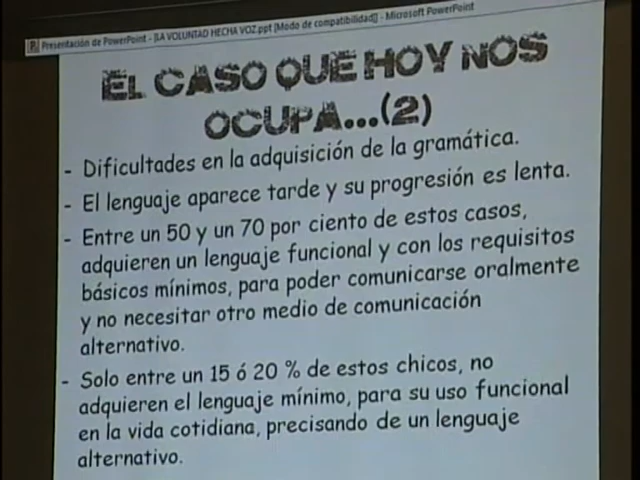 Presentación de PowerPoint - [LA VOLUNTAD HECHA VOZ.ppt [Modo de compatibilidad]] - Microsoft PowerPoint
EL CASO QUE HOY NOS
OCUPA...(2)
- Dificultades en la adquisición de la gramática.
- El lenguaje aparece tarde y su progresión es lenta.
- Entre un 50 y un 70 por ciento de estos casos,
adquieren un lenguaje funcional y con los requisitos
básicos mínimos, para poder comunicarse oralmente
y no necesitar otro medio de comunicación
alternativo.
- Solo entre un 15 ó 20 % de estos chicos, no
adquieren el lenguaje mínimo, para su uso funcional
en la vida cotidiana, precisando de un lenguaje
alternativo.